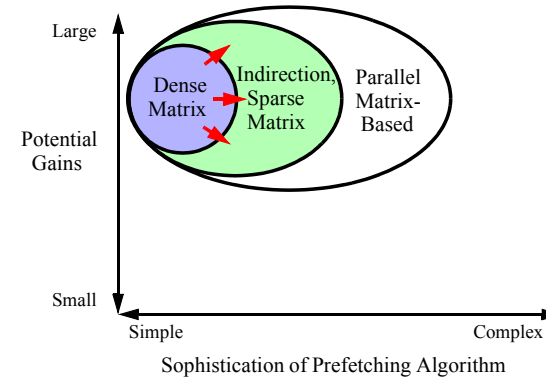 Large
Potential
Gains
Small
Dense
Matrix
Indirection,
Sparse
Matrix
Parallel
Matrix-
Based
Simple
Complex
Sophistication of Prefetching Algorithm